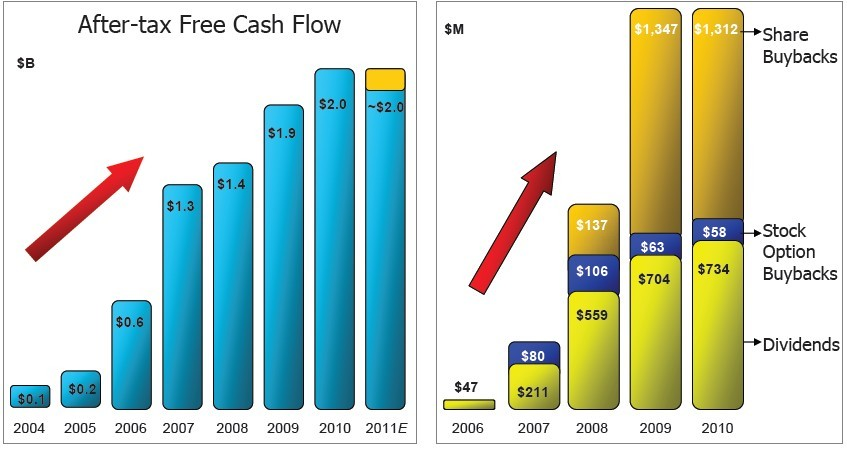 After-tax Free Cash Flow
$B
$0.1
$0.2
$0.6
$1.3
$1.4
$1.9
$2.0
~$2.0
2004 2005 2006 2007 2008 2009 2010 2011E
$M
$1,347 $1,312 Share
Buybacks
$137
$106
$63
$58 Stock
Option
Buybacks
$47
$80
$211
$559
$704
$734
Dividends
2006 2007 2008 2009 2010